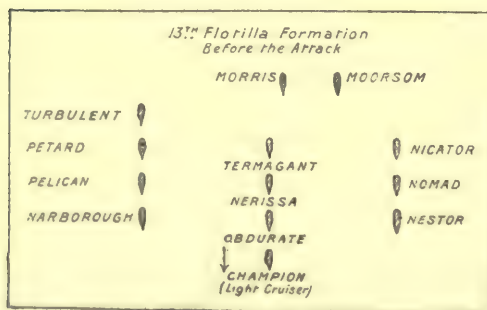 13TH Flotilla Formation
Before the Attack
MORRIS MOORSOM
TURBULENT
PETARD NICATOR
TERMAGANT
PELICAN NOMAD
NERISSA
NARBOROUGH NESTOR
OBDURATE
CHAMPION
(Light Cruiser)